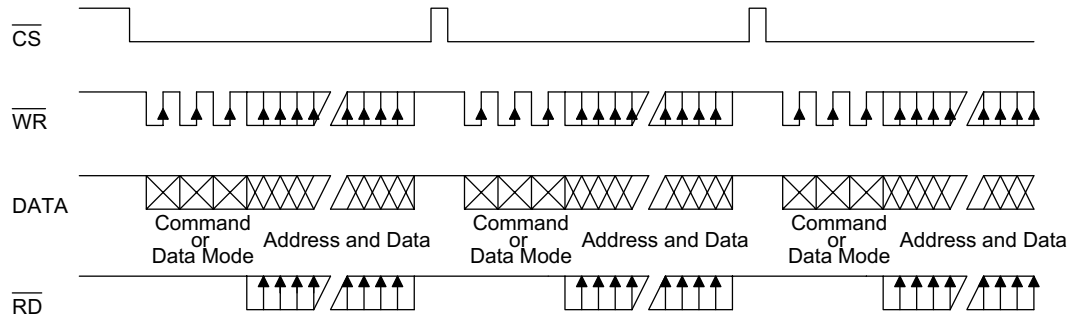 CS
WR
DATA
Command
or
Data Mode
Address and Data
Command
or
Data Mode
Address and Data
Command
or
Data Mode
Address and Data
RD